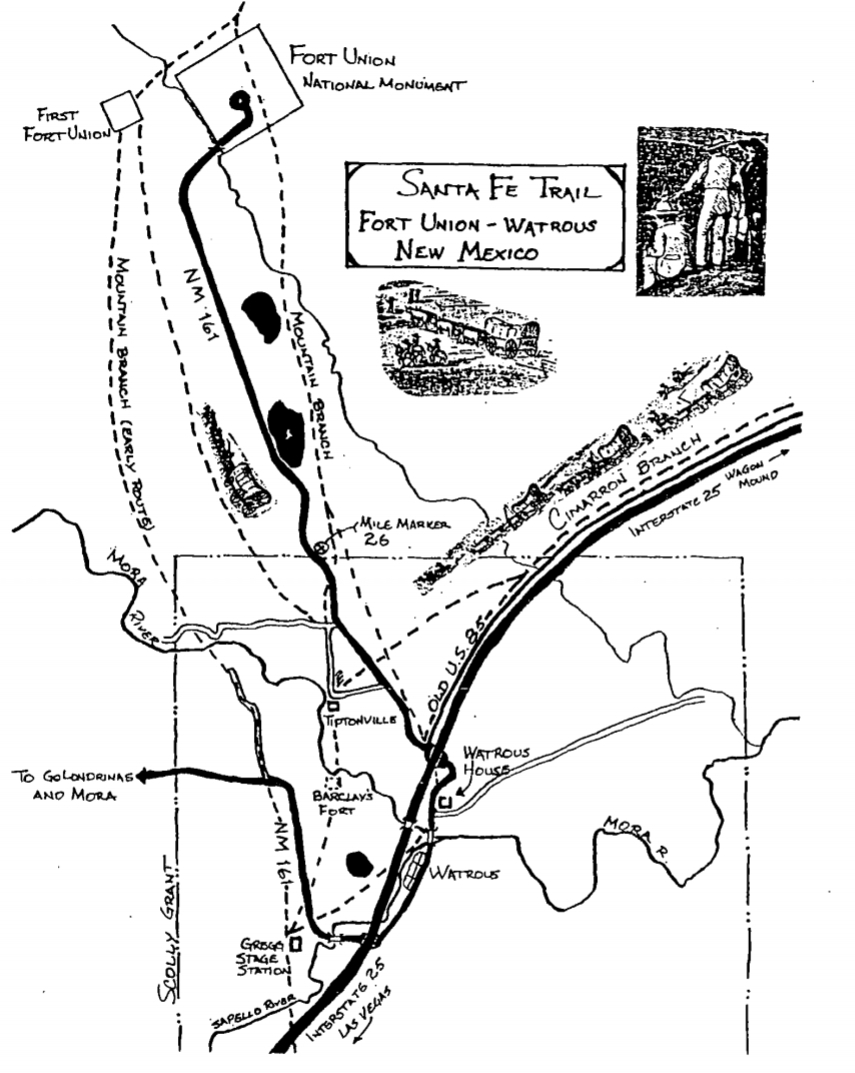 FORT UNION
NATIONAL MONUMENT
FIRST
FORT UNION
SANTA FE TRAIL
FORT UNION - WATROUS
NEW MEXICO
NM 161
MOUNTAIN BRANCH (EARLY ROUTE)
MOUNTAIN BRANCH
CIMARRON BRANCH
INTERSTATE 25
WAGON
MOUND
MILE MARKER
26
MORA
RIVER
OLD U.S. 85
TIPTONVILLE
WATROUS
HOUSE
TO GOLONDRINAS
AND MORA
BARCLAY'S
FORT
NM 161
MORA R.
WATROUS
SCOLLY GRANT
GREGG
STAGE
STATION
SAPELLO RIVER
INTERSTATE 25
LAS VEGAS